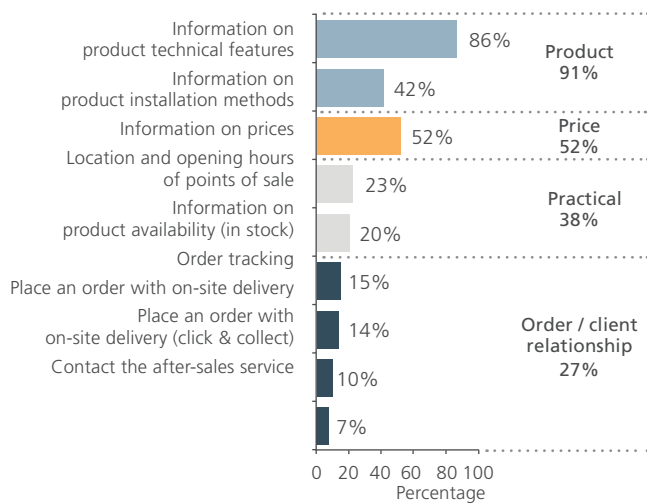 Information on
product technical features
86%
Product
91%
Information on
product installation methods
42%
Information on prices
52%
Price
52%
Location and opening hours
of points of sale
23%
Practical
38%
Information on
product availability (in stock)
20%
Order tracking
15%
Place an order with on-site delivery
Place an order with
on-site delivery (click & collect)
14%
Order / client
relationship
27%
Contact the after-sales service
10%
7%
0 20 40 60 80 100
Percentage